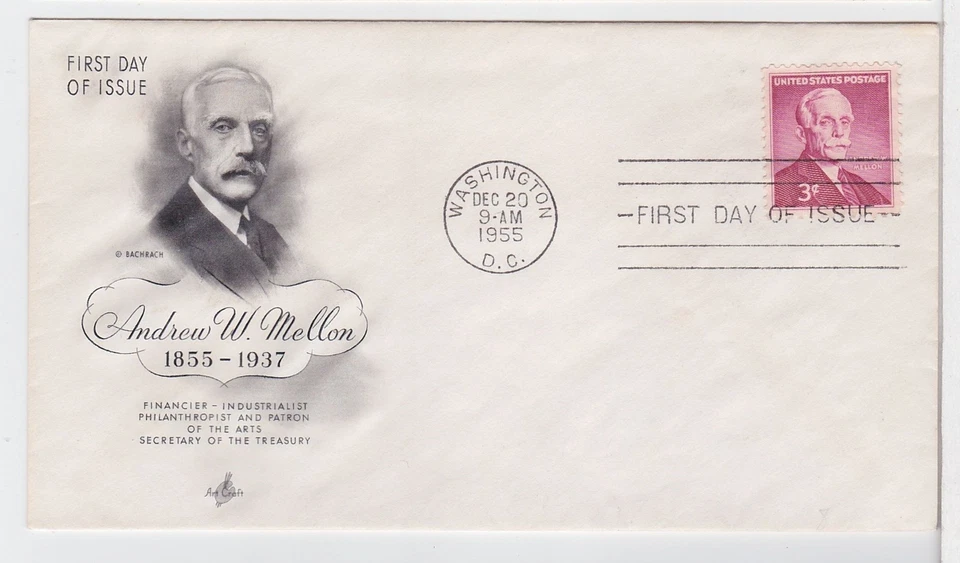 FIRST DAY
OF ISSUE
© BACHRACH
Andrew W. Mellon
1855 – 1937
FINANCIER – INDUSTRIALIST
PHILANTHROPIST AND PATRON
OF THE ARTS
SECRETARY OF THE TREASURY
Art Craft
WASHINGTON
DEC 20
9-AM
1955
D.C.
UNITED STATES POSTAGE
MELLON
3¢
FIRST DAY OF ISSUE